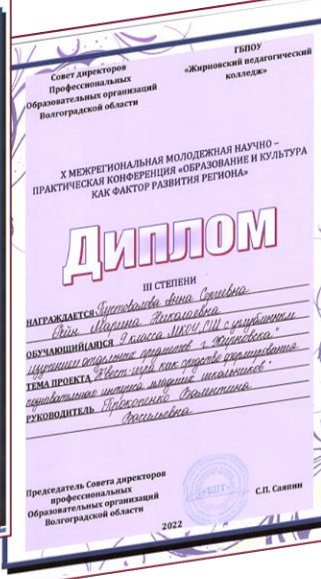 Совет директоров
Профессиональных
Образовательных организаций
Волгоградской области
ГБПОУ
«Жирновский педагогический
колледж»
X МЕЖРЕГИОНАЛЬНАЯ МОЛОДЕЖНАЯ НАУЧНО –
ПРАКТИЧЕСКАЯ КОНФЕРЕНЦИЯ «ОБРАЗОВАНИЕ И КУЛЬТУРА
КАК ФАКТОР РАЗВИТИЯ РЕГИОНА»
Диплом
III СТЕПЕНИ
НАГРАЖДАЕТСЯ Пустовалова Анна Сергеевна
Марина Николаевна
ОБУЧАЮЩИЙ(АЯ)СЯ 9 класса МКОУ СШ с углубленным
изучением отдельных предметов г. Жирновска"
ТЕМА ПРОЕКТА "Квест-игра как средство формирования
познавательного интереса младших школьников"
РУКОВОДИТЕЛЬ Прокопенко Валентина
Васильевна
Председатель Совета директоров
профессиональных
Образовательных организаций
Волгоградской области
С.П. Саяпин
2022